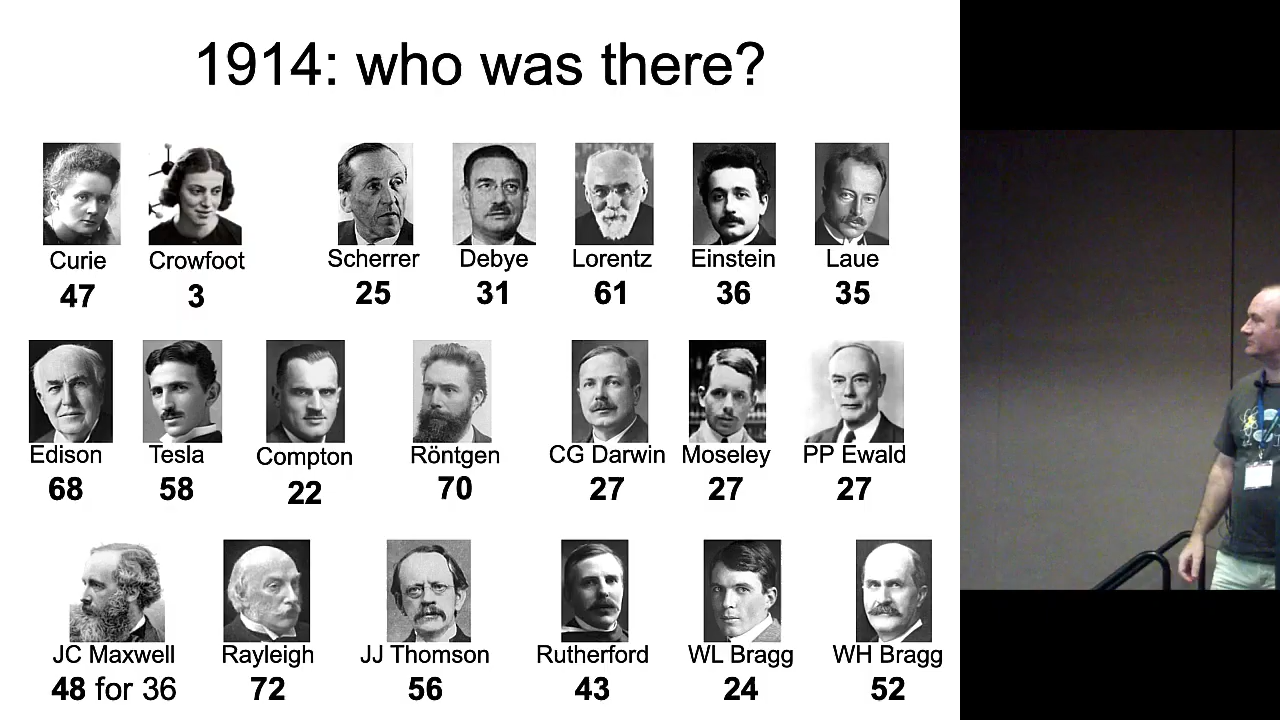 1914: who was there?
Curie Crowfoot Scherrer Debye Lorentz Einstein Laue
47 3 25 31 61 36 35
Edison Tesla Compton Röntgen CG Darwin Moseley PP Ewald
68 58 22 70 27 27 27
JC Maxwell Rayleigh JJ Thomson Rutherford WL Bragg WH Bragg
48 for 36 72 56 43 24 52